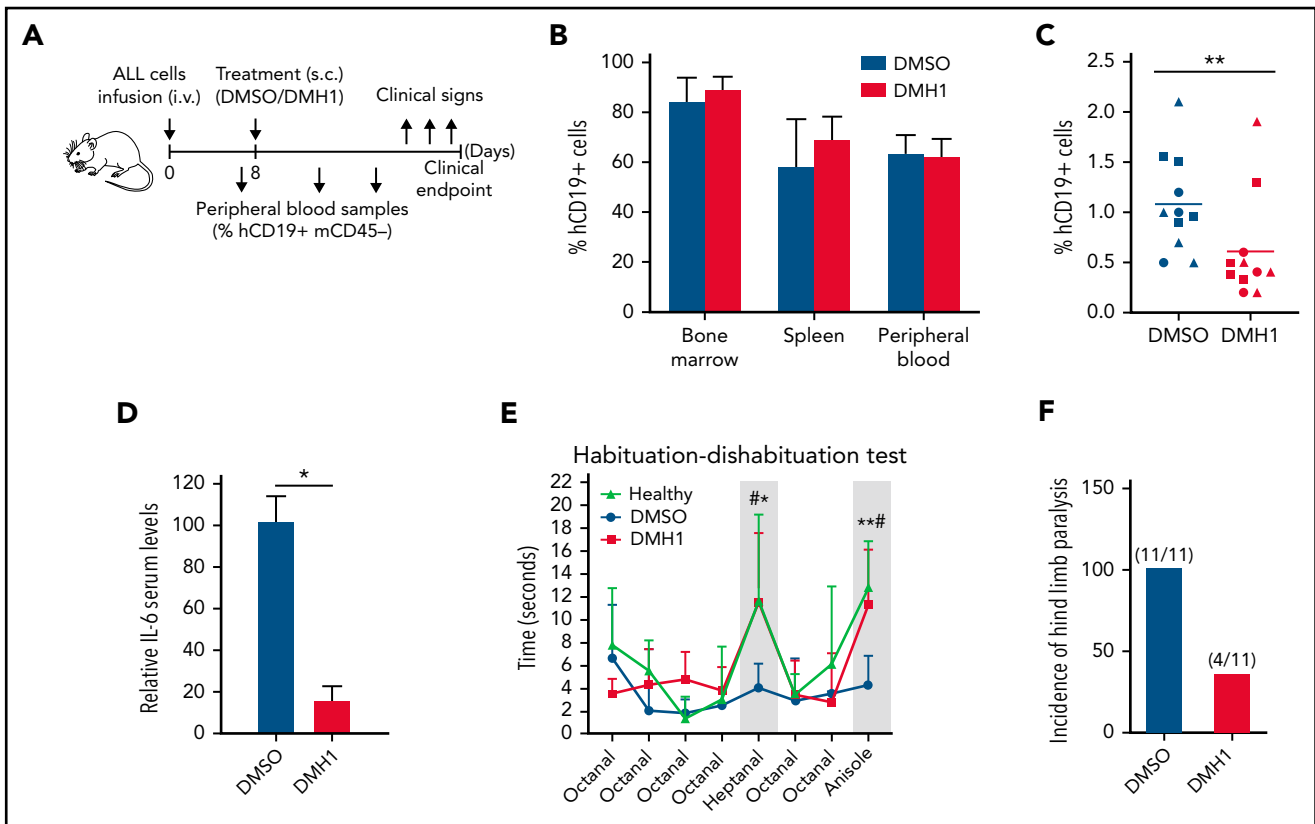 A
ALL cells
infusion (i.v.)
Treatment (s.c.)
(DMSO/DMH1)
Clinical signs
(Days)
0
8
Clinical
endpoint
Peripheral blood samples
(% hCD19+ mCD45–)
B
% hCD19+ cells
100
80
60
40
20
0
DMSO
DMH1
Bone
marrow
Spleen
Peripheral
blood
C
% hCD19+ cells
2.5
2.0
1.5
1.0
0.5
0.0
**
DMSO
DMH1
D
Relative IL-6 serum levels
120
100
80
60
40
20
0
*
DMSO
DMH1
E
Habituation-dishabituation test
Time (seconds)
22
20
18
16
14
12
10
8
6
4
2
0
Healthy
DMSO
DMH1
#*
**#
Octanal
Octanal
Octanal
Octanal
Heptanal
Octanal
Octanal
Anisole
F
Incidence of hind limb paralysis
150
100
50
0
(11/11)
(4/11)
DMSO
DMH1